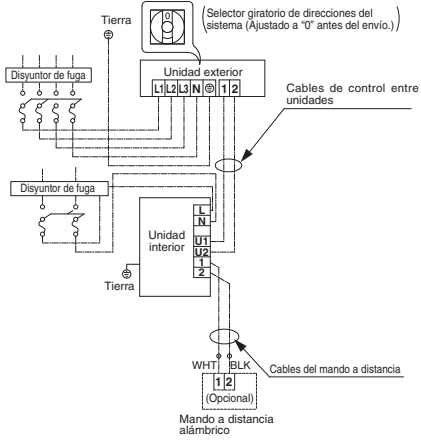 Tierra
0
(Selector giratorio de direcciones del
sistema (Ajustado a “0” antes del envío.))
Disyuntor de fuga
Unidad exterior
L1 L2 L3 N 1 2
Cables de control entre
unidades
Disyuntor de fuga
Unidad
interior
L
N
U1
U2
1
2
Tierra
WHT BLK
Cables del mando a distancia
1 2
(Opcional)
Mando a distancia
alámbrico